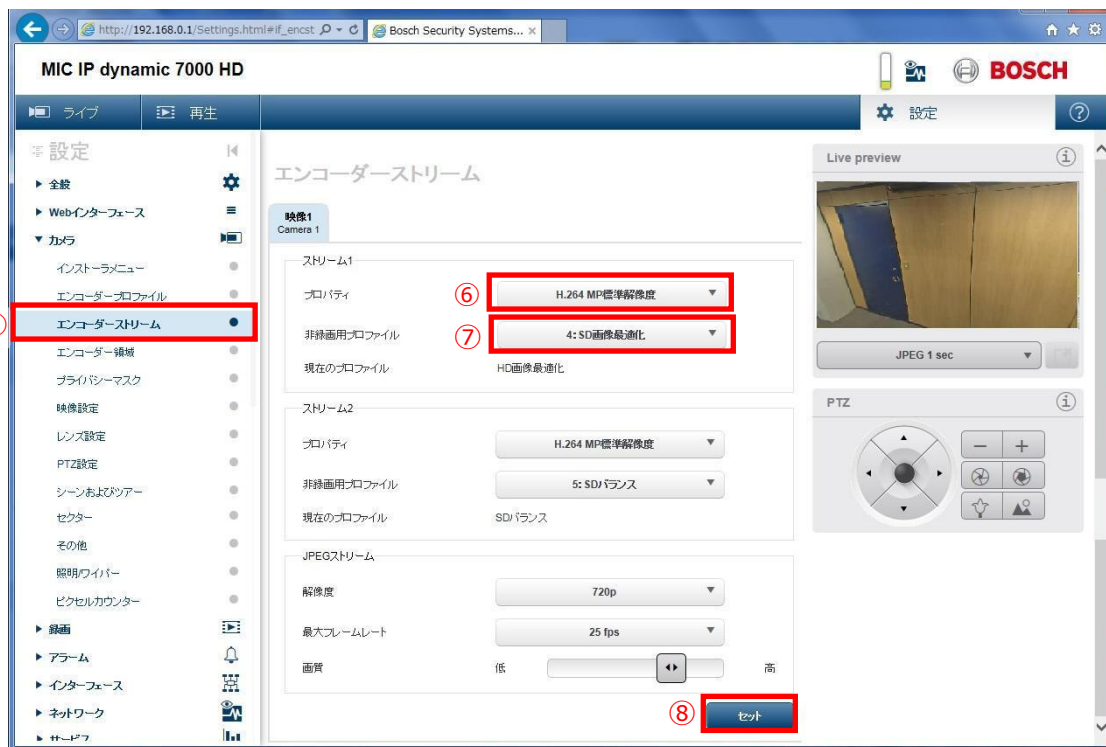 http://192.168.0.1/Settings.html#if_encst
Bosch Security Systems...
MIC IP dynamic 7000 HD
BOSCH
ライブ
再生
設定
設定
全般
Webインターフェース
カメラ
インストーラメニュー
エンコーダープロファイル
エンコーダーストリーム
エンコーダー領域
プライバシーマスク
映像設定
レンズ設定
PTZ設定
シーンおよびツアー
セクター
その他
照明/ワイパー
ピクセルカウンター
録画
アラーム
インターフェース
ネットワーク
サービス
エンコーダーストリーム
映像1
Camera 1
ストリーム1
プロパティ
⑥
H.264 MP標準解像度
非録画用プロファイル
⑦
4: SD画像最適化
現在のプロファイル
HD画像最適化
ストリーム2
プロパティ
H.264 MP標準解像度
非録画用プロファイル
5: SDバランス
現在のプロファイル
SDバランス
JPEGストリーム
解像度
720p
最大フレームレート
25 fps
画質
低
高
⑧
セット
Live preview
JPEG 1 sec
PTZ